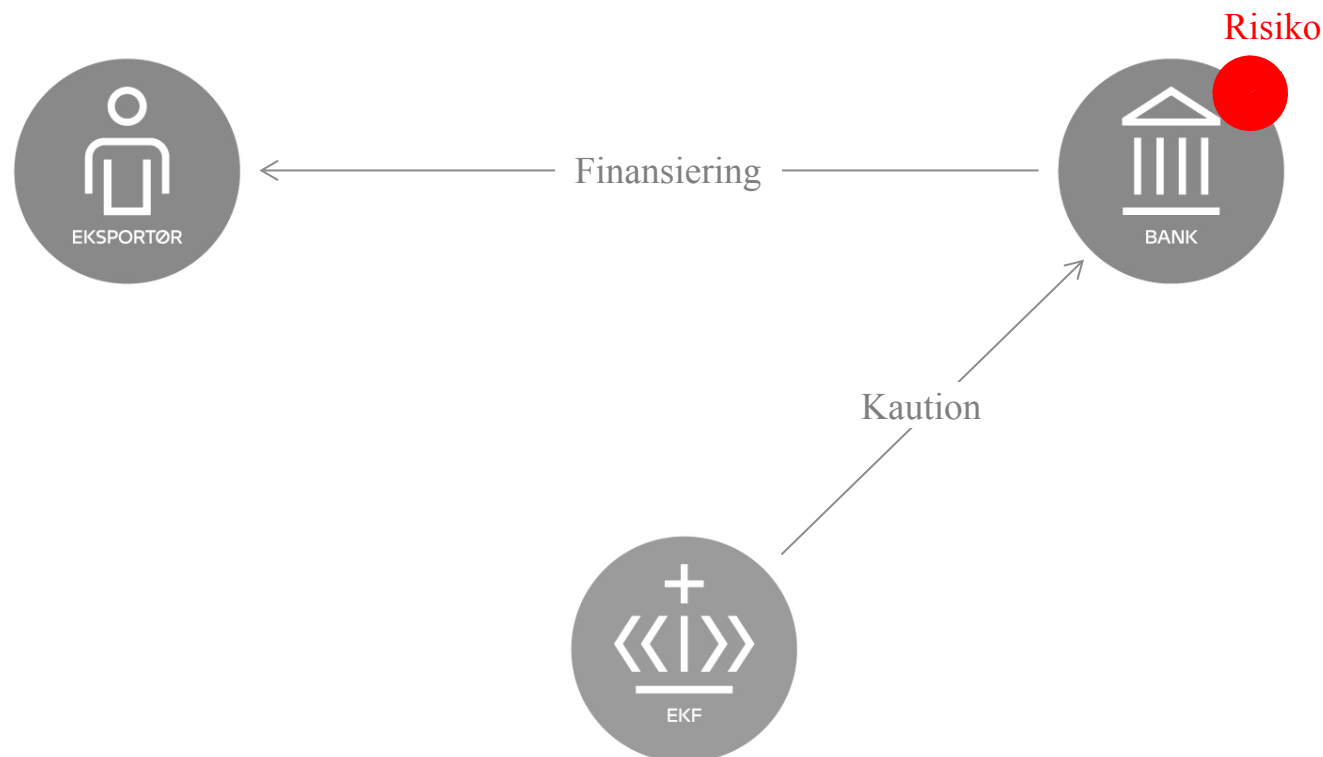 Risiko
EKSPORTØR
Finansiering
BANK
Kaution
EKF